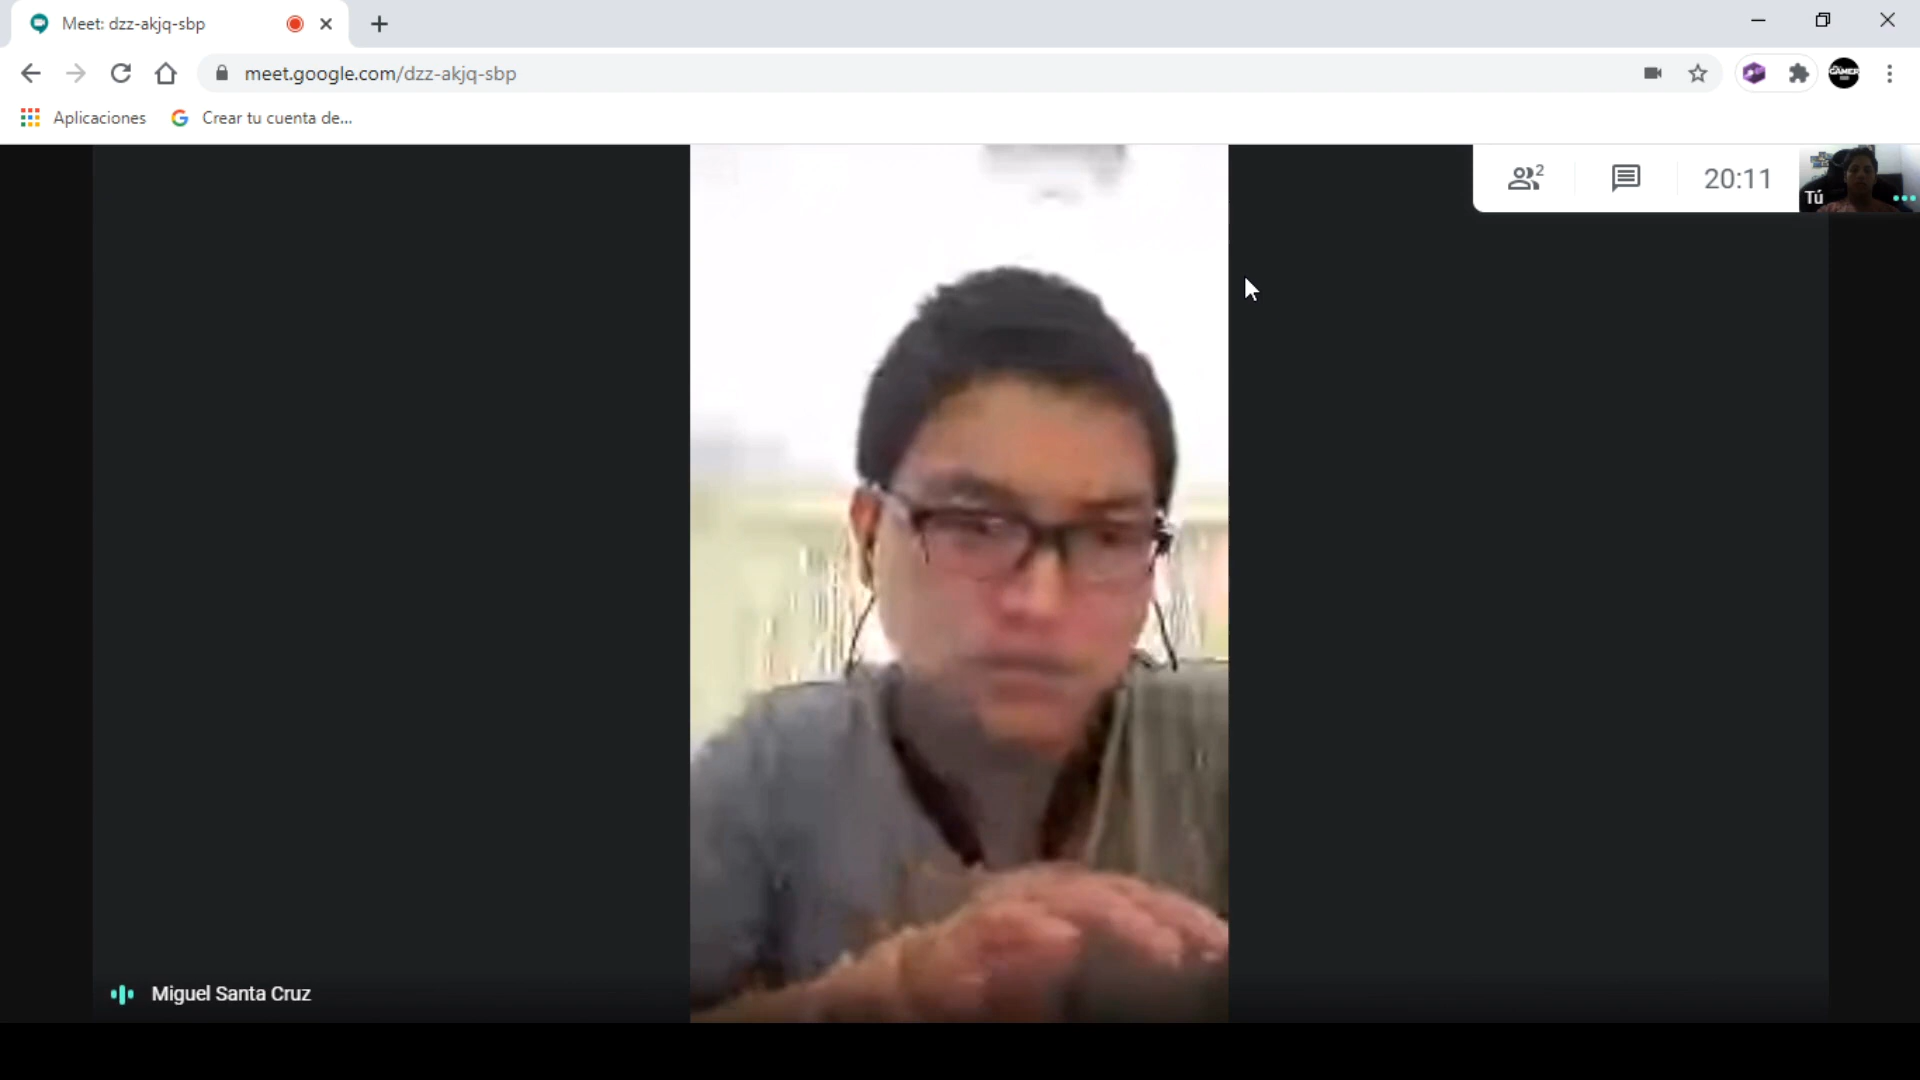 Meet: dzz-akjq-sbp
meet.google.com/dzz-akjq-sbp
Aplicaciones
Crear tu cuenta de...
2
20:11
Tú
Miguel Santa Cruz
GAMER